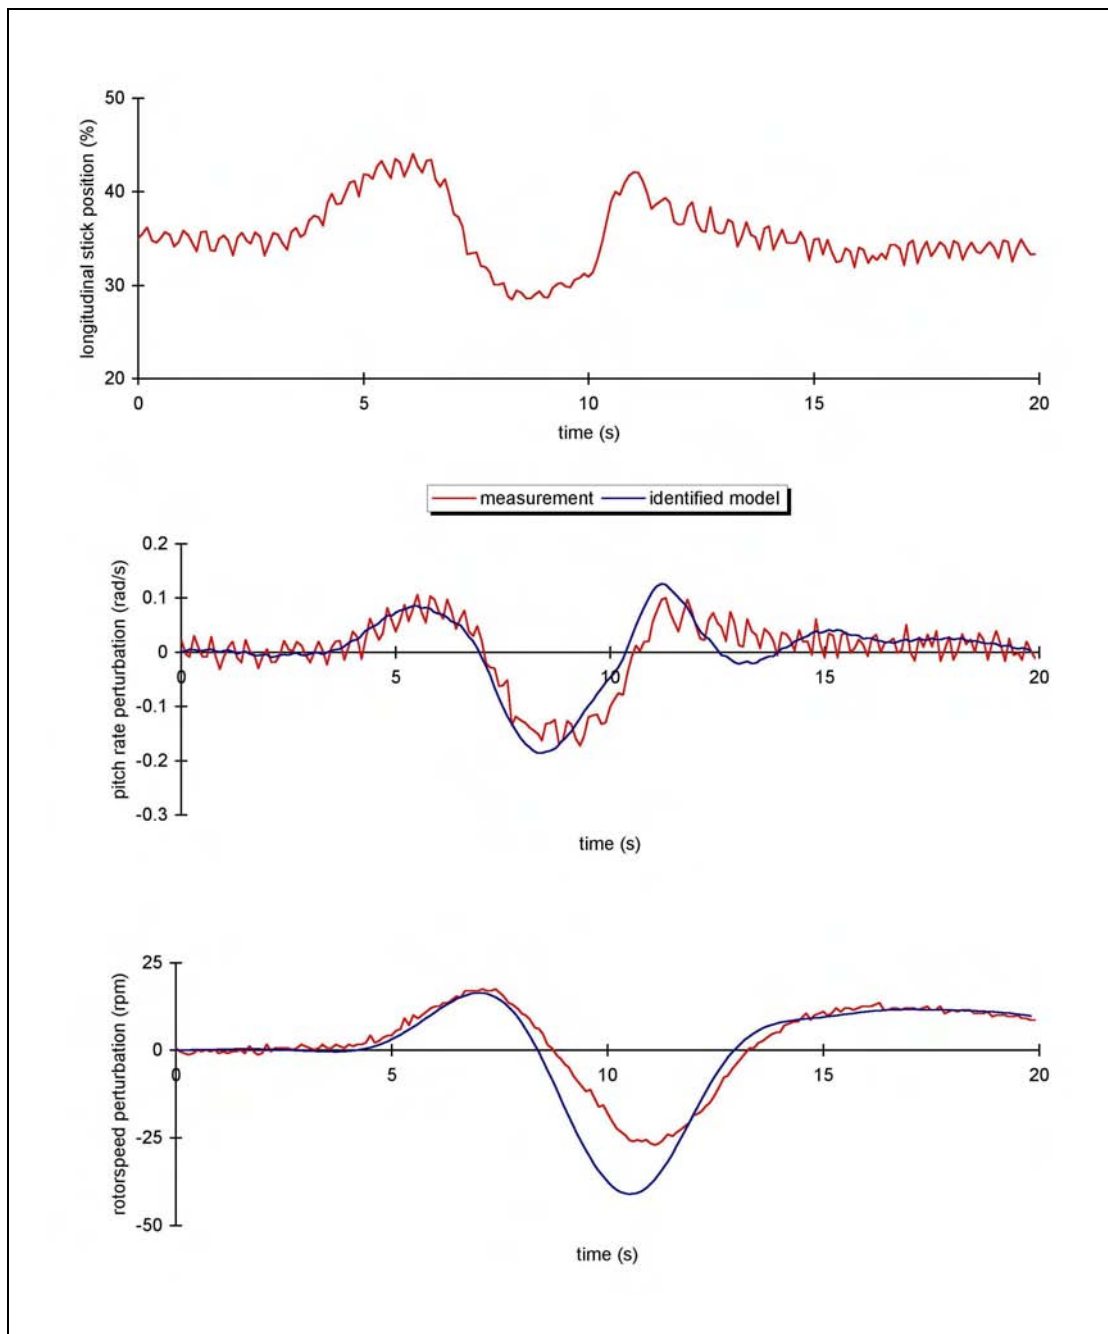 longitudinal stick position (%)
50
40
30
20
0 5 10 15 20
time (s)
measurement identified model
pitch rate perturbation (rad/s)
0.2
0.1
0
-0.1
-0.2
-0.3
0 5 10 15 20
time (s)
rotorspeed perturbation (rpm)
25
0
-25
-50
0 5 10 15 20
time (s)